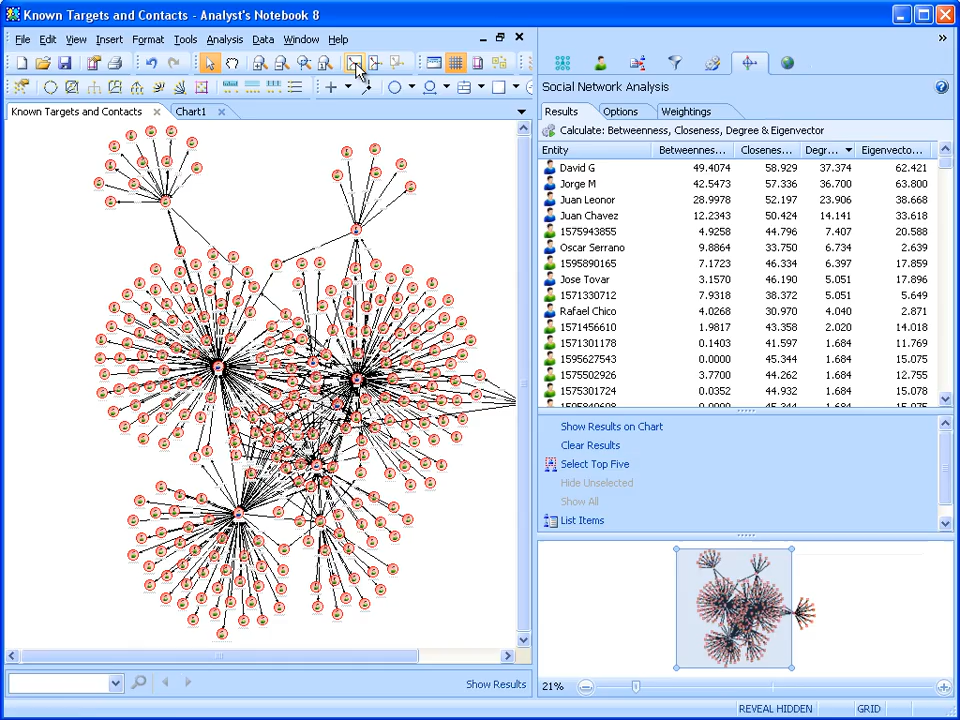 Known Targets and Contacts - Analyst's Notebook 8
File Edit View Insert Format Tools Analysis Data Window Help
Known Targets and Contacts
Chart1
Social Network Analysis
Results Options Weightings
Calculate: Betweenness, Closeness, Degree & Eigenvector
Entity Betweennes... Closenes... Degr... Eigenvecto...
David G 49.4074 58.929 37.374 62.421
Jorge M 42.5473 57.336 36.700 63.800
Juan Leonor 28.9978 52.197 23.906 38.668
Juan Chavez 12.2343 50.424 14.141 33.618
1575943855 4.9258 44.796 7.407 20.588
Oscar Serrano 9.8864 33.750 6.734 2.639
1595890165 7.1723 46.334 6.397 17.859
Jose Tovar 3.1570 46.190 5.051 17.896
1571330712 7.9318 38.372 5.051 5.649
Rafael Chico 4.0268 30.970 4.040 2.871
1571456610 1.9817 43.358 2.020 14.018
1571301178 0.1403 41.597 1.684 11.769
1595627543 0.0000 45.344 1.684 15.075
1575502926 3.7700 44.262 1.684 12.755
1575301724 0.0352 44.932 1.684 15.078
Show Results on Chart
Clear Results
Select Top Five
Hide Unselected
Show All
List Items
Show Results
21%
REVEAL HIDDEN GRID